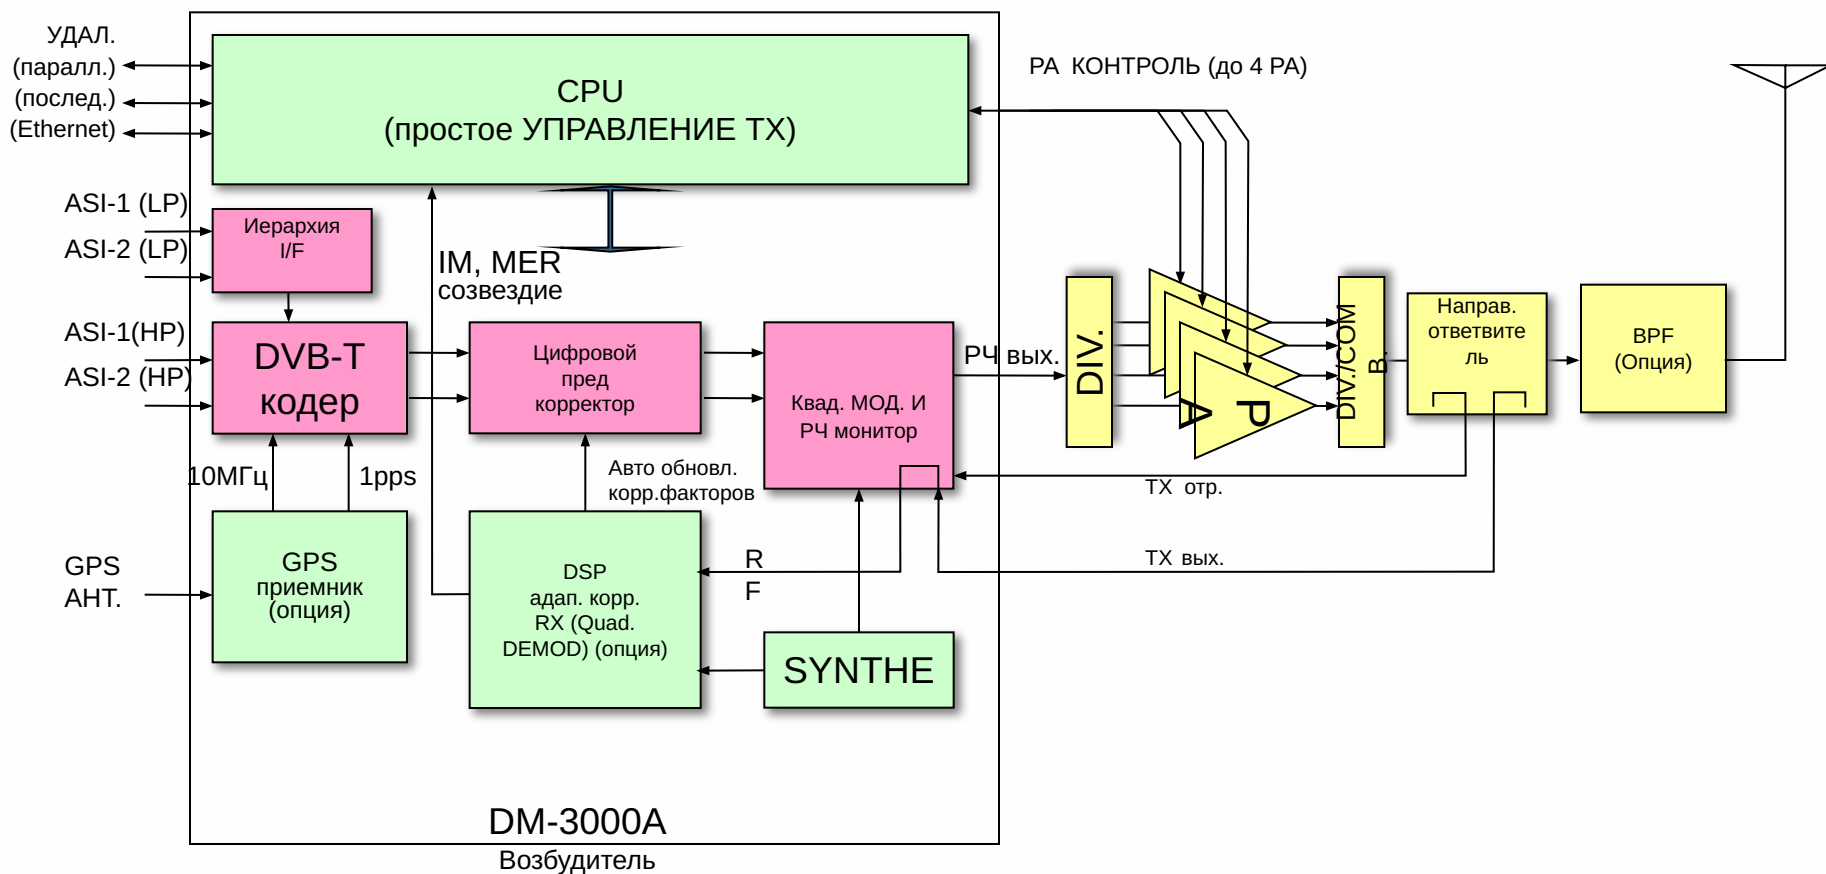 УДАЛ.
(паралл.)
(послед.)
(Ethernet)
CPU
(простое УПРАВЛЕНИЕ TX)
PA КОНТРОЛЬ (до 4 PA)
ASI-1 (LP)
ASI-2 (LP)
Иерархия
I/F
IM, MER
созвездие
ASI-1(HP)
ASI-2 (HP)
DVB-T
кодер
Цифровой
пред
корректор
Квад. МОД. И
РЧ монитор
РЧ вых.
DIV.
P
A
DIV./COM
B.
Направ.
ответвите
ль
BPF
(Опция)
10МГц
1pps
Авто обновл.
корр.факторов
TX отр.
TX вых.
GPS
АНТ.
GPS
приемник
(опция)
DSP
адап. корр.
RX (Quad.
DEMOD) (опция)
R
F
SYNTHE
DM-3000A
Возбудитель